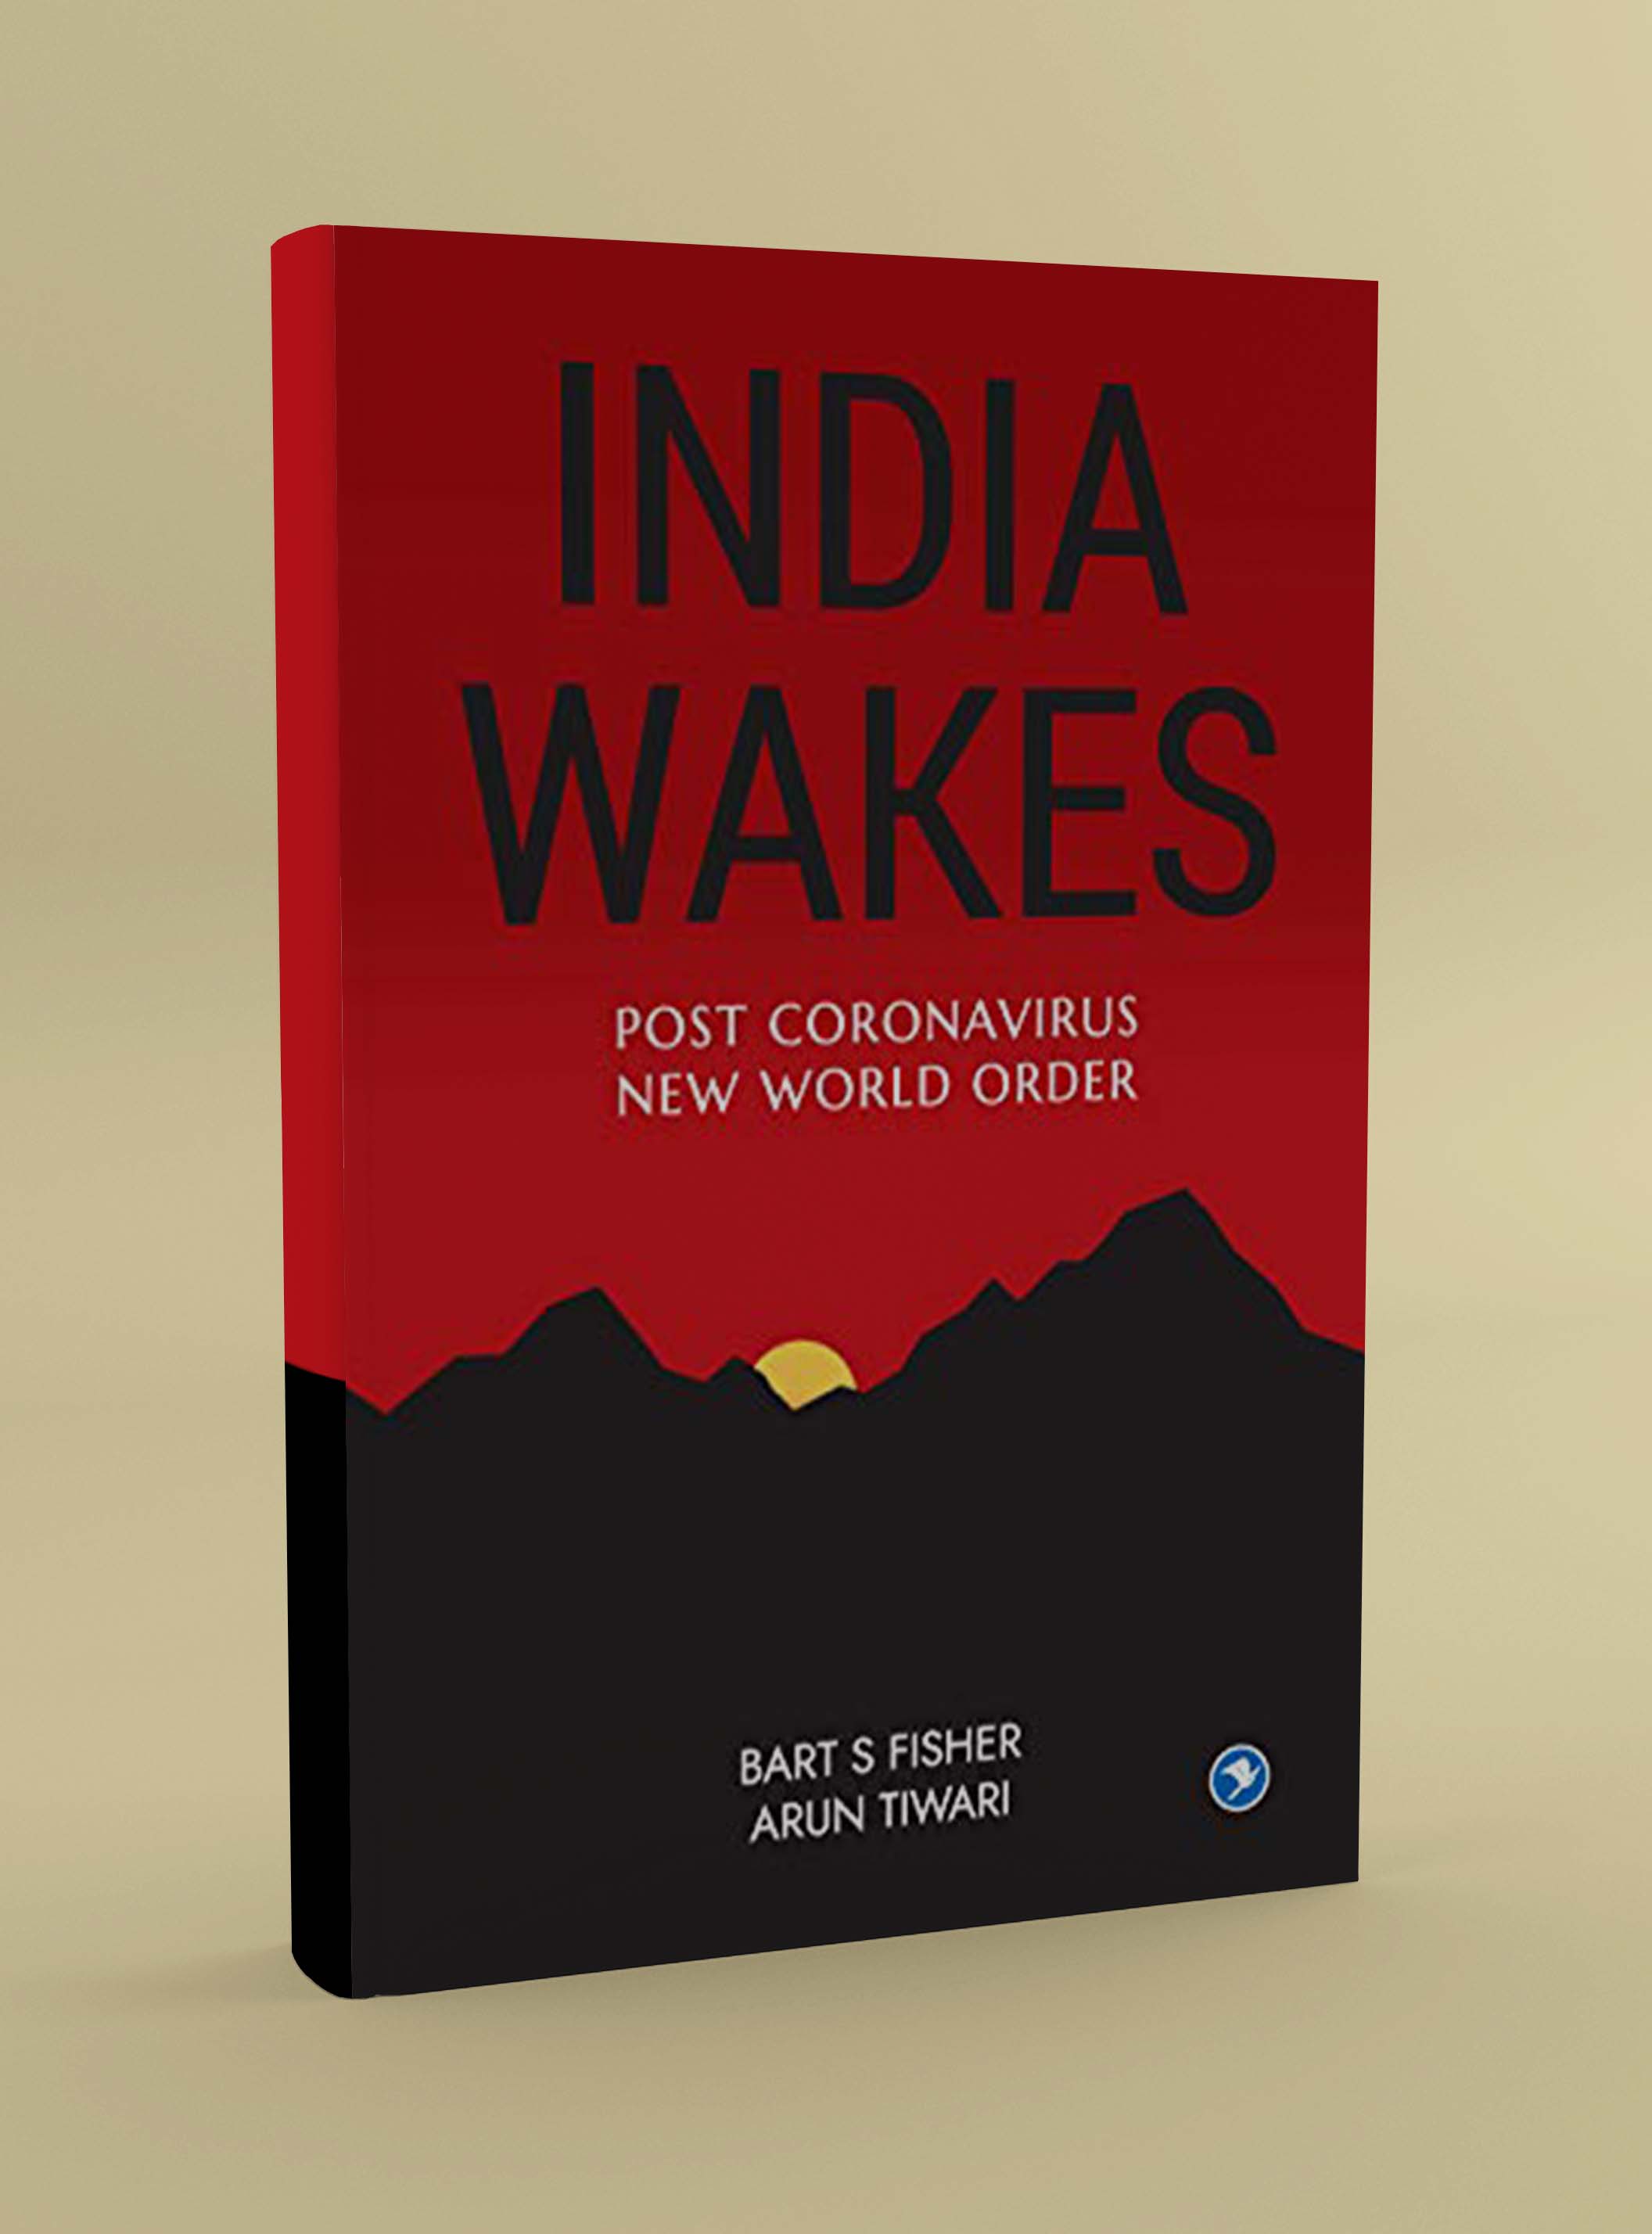 INDIA
WAKES
POST CORONAVIRUS
NEW WORLD ORDER
BART S FISHER
ARUN TIWARI